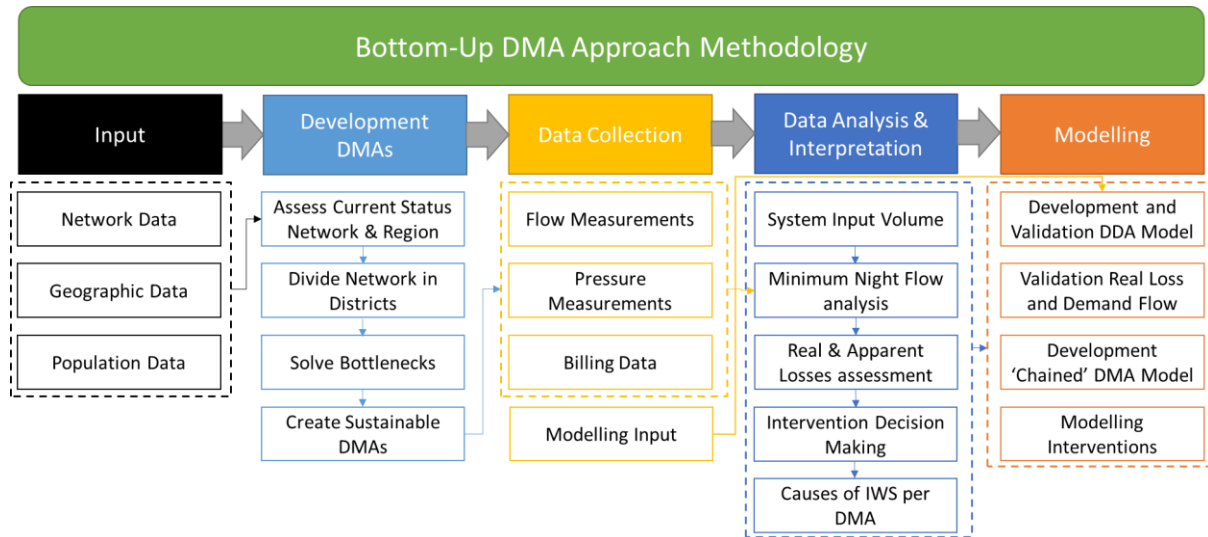 Bottom-Up DMA Approach Methodology
Input
Development
DMAs
Data Collection
Data Analysis &
Interpretation
Modelling
Network Data
Geographic Data
Population Data
Assess Current Status
Network & Region
Divide Network in
Districts
Solve Bottlenecks
Create Sustainable
DMAs
Flow Measurements
Pressure
Measurements
Billing Data
Modelling Input
System Input Volume
Minimum Night Flow
analysis
Real & Apparent
Losses assessment
Intervention Decision
Making
Causes of IWS per
DMA
Development and
Validation DDA Model
Validation Real Loss
and Demand Flow
Development
‘Chained’ DMA Model
Modelling
Interventions